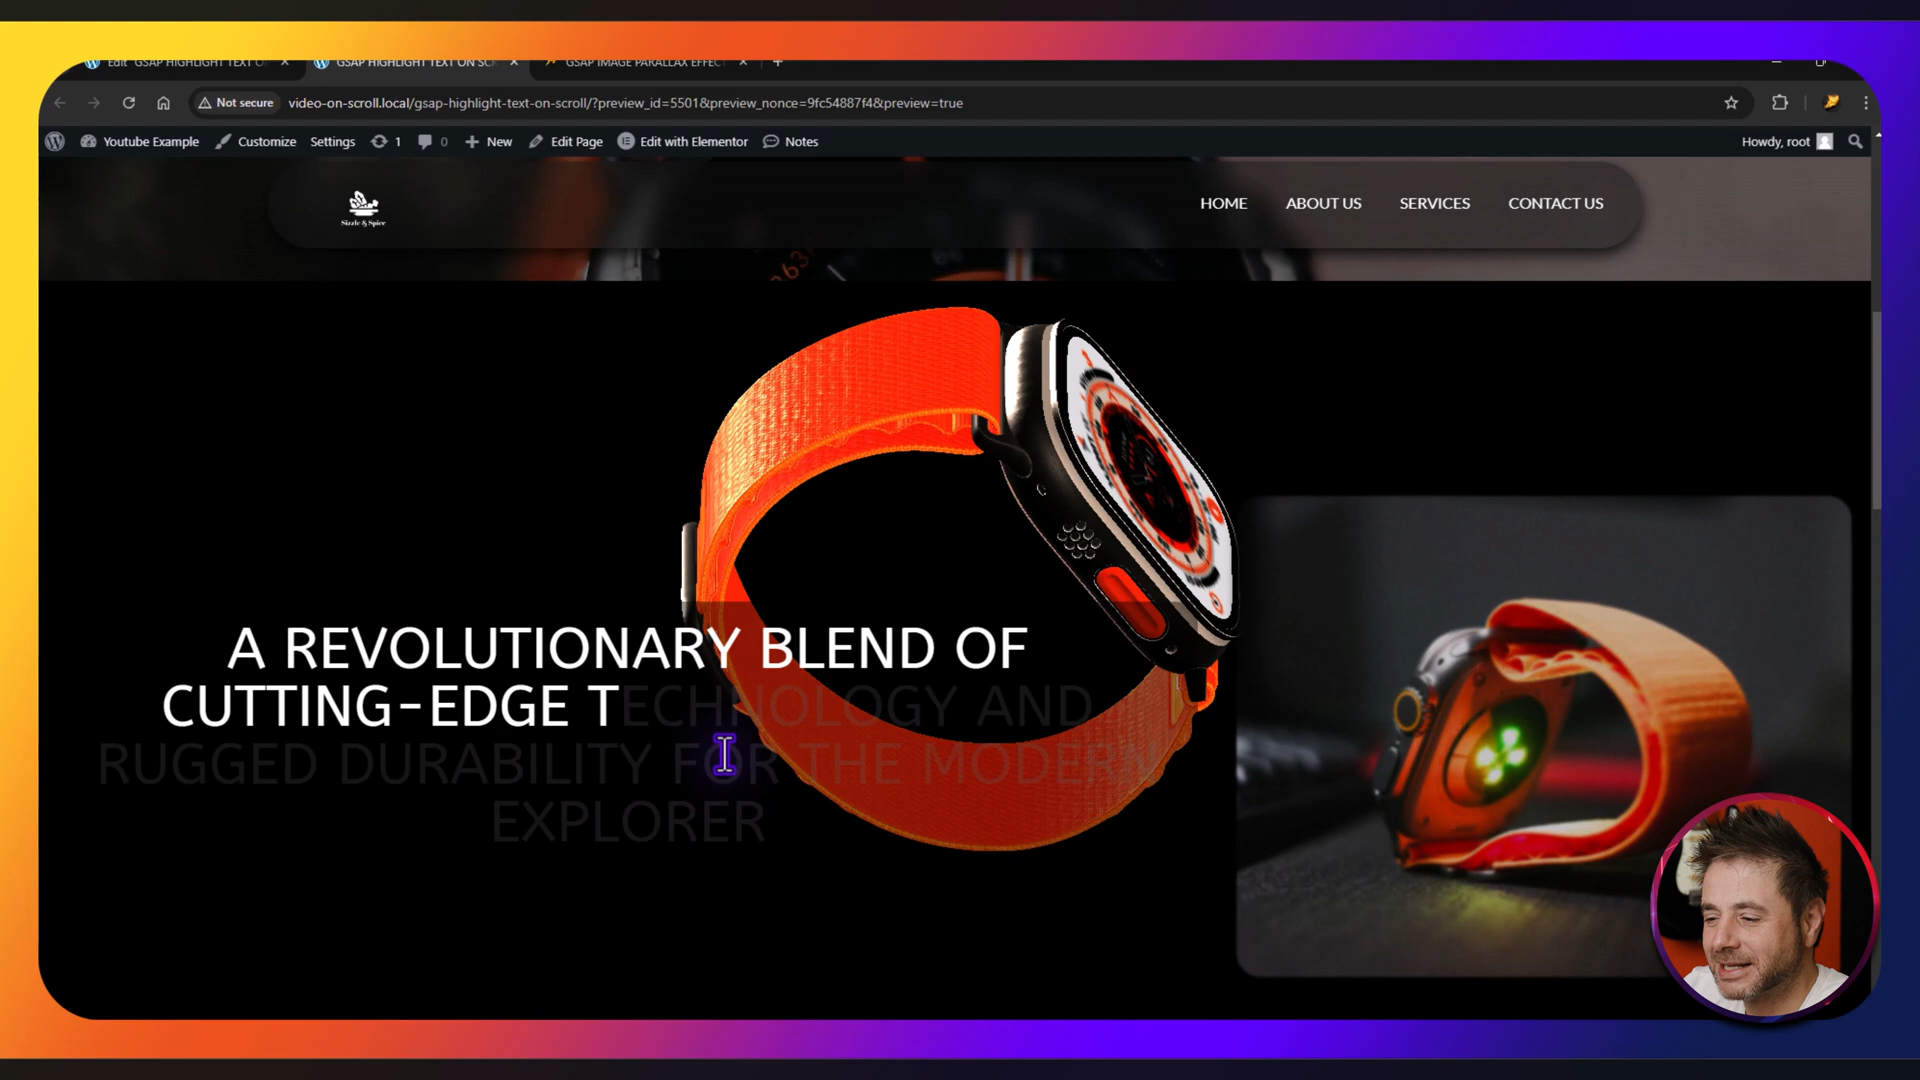 Edit "GSAP HIGHLIGHT TEXT O
GSAP HIGHLIGHT TEXT ON SC
GSAP IMAGE PARALLAX EFFEC
Not secure
video-on-scroll.local/gsap-highlight-text-on-scroll/?preview_id=5501&preview_nonce=9fc54887f4&preview=true
Youtube Example
Customize
Settings
1
0
New
Edit Page
Edit with Elementor
Notes
Howdy, root
Sizzle & Spice
HOME
ABOUT US
SERVICES
CONTACT US
A REVOLUTIONARY BLEND OF
CUTTING-EDGE TECHNOLOGY AND
RUGGED DURABILITY FOR THE MODERN
EXPLORER